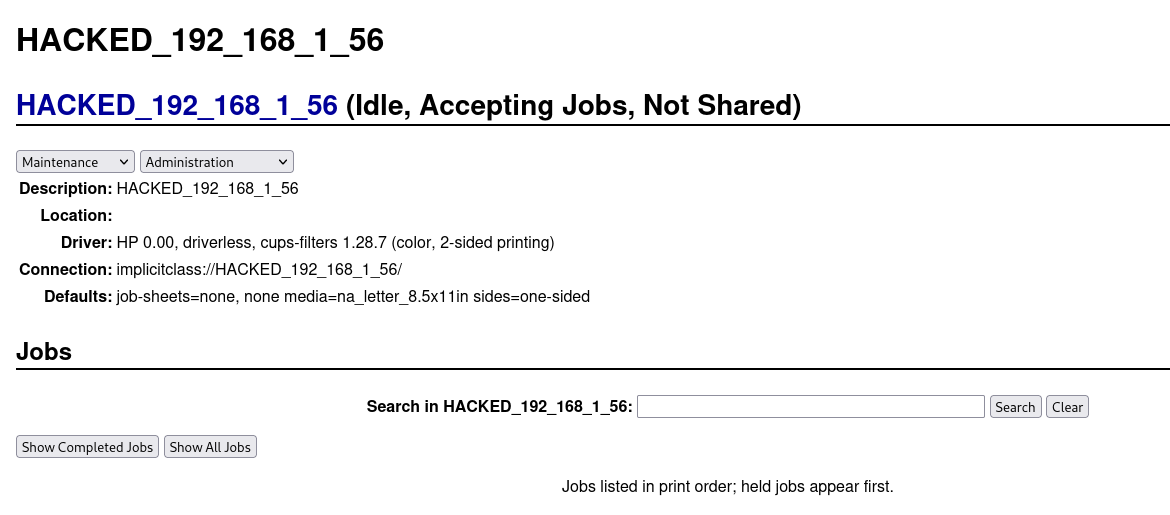 HACKED_192_168_1_56
HACKED_192_168_1_56 (Idle, Accepting Jobs, Not Shared)
Maintenance Administration
Description: HACKED_192_168_1_56
Location:
Driver: HP 0.00, driverless, cups-filters 1.28.7 (color, 2-sided printing)
Connection: implicitclass://HACKED_192_168_1_56/
Defaults: job-sheets=none, none media=na_letter_8.5x11in sides=one-sided
Jobs
Search in HACKED_192_168_1_56: Search Clear
Show Completed Jobs Show All Jobs
Jobs listed in print order; held jobs appear first.